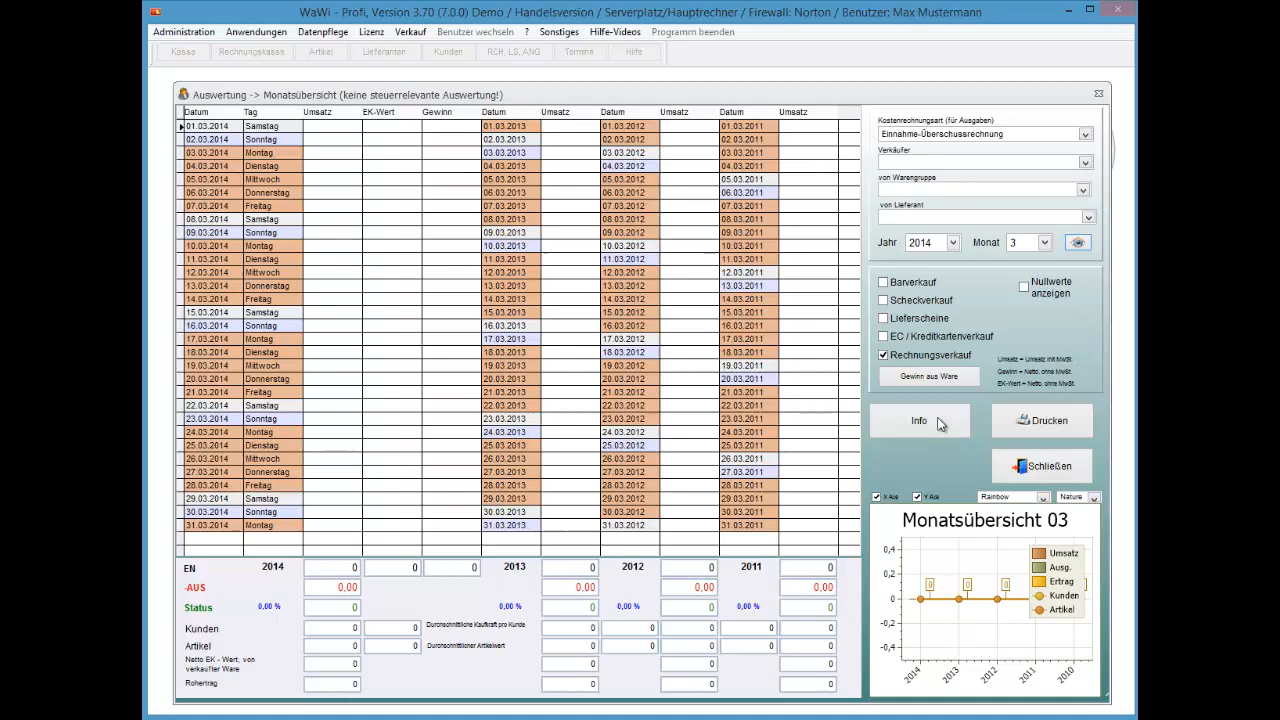 WaWi - Profi, Version 3.70 (7.0.0) Demo / Handelsversion / Serverplatz/Hauptrechner / Firewall: Norton / Benutzer: Max Mustermann
Administration Anwendungen Datenpflege Lizenz Verkauf Benutzer wechseln ? Sonstiges Hilfe-Videos Programm beenden
Kasse Rechnungskasse Artikel Lieferanten Kunden RCH, LS, ANG Termine Hilfe
Auswertung -> Monatsübersicht (keine steuerrelevante Auswertung!)
Datum Tag Umsatz EK-Wert Gewinn Datum Umsatz Datum Umsatz Datum Umsatz
01.03.2014 Samstag 01.03.2013 01.03.2012 01.03.2011
02.03.2014 Sonntag 02.03.2013 02.03.2012 02.03.2011
03.03.2014 Montag 03.03.2013 03.03.2012 03.03.2011
04.03.2014 Dienstag 04.03.2013 04.03.2012 04.03.2011
05.03.2014 Mittwoch 05.03.2013 05.03.2012 05.03.2011
06.03.2014 Donnerstag 06.03.2013 06.03.2012 06.03.2011
07.03.2014 Freitag 07.03.2013 07.03.2012 07.03.2011
08.03.2014 Samstag 08.03.2013 08.03.2012 08.03.2011
09.03.2014 Sonntag 09.03.2013 09.03.2012 09.03.2011
10.03.2014 Montag 10.03.2013 10.03.2012 10.03.2011
11.03.2014 Dienstag 11.03.2013 11.03.2012 11.03.2011
12.03.2014 Mittwoch 12.03.2013 12.03.2012 12.03.2011
13.03.2014 Donnerstag 13.03.2013 13.03.2012 13.03.2011
14.03.2014 Freitag 14.03.2013 14.03.2012 14.03.2011
15.03.2014 Samstag 15.03.2013 15.03.2012 15.03.2011
16.03.2014 Sonntag 16.03.2013 16.03.2012 16.03.2011
17.03.2014 Montag 17.03.2013 17.03.2012 17.03.2011
18.03.2014 Dienstag 18.03.2013 18.03.2012 18.03.2011
19.03.2014 Mittwoch 19.03.2013 19.03.2012 19.03.2011
20.03.2014 Donnerstag 20.03.2013 20.03.2012 20.03.2011
21.03.2014 Freitag 21.03.2013 21.03.2012 21.03.2011
22.03.2014 Samstag 22.03.2013 22.03.2012 22.03.2011
23.03.2014 Sonntag 23.03.2013 23.03.2012 23.03.2011
24.03.2014 Montag 24.03.2013 24.03.2012 24.03.2011
25.03.2014 Dienstag 25.03.2013 25.03.2012 25.03.2011
26.03.2014 Mittwoch 26.03.2013 26.03.2012 26.03.2011
27.03.2014 Donnerstag 27.03.2013 27.03.2012 27.03.2011
28.03.2014 Freitag 28.03.2013 28.03.2012 28.03.2011
29.03.2014 Samstag 29.03.2013 29.03.2012 29.03.2011
30.03.2014 Sonntag 30.03.2013 30.03.2012 30.03.2011
31.03.2014 Montag 31.03.2013 31.03.2012 31.03.2011
EN 2014 0 0 0 2013 0 2012 0 2011 0
-AUS 0,00 0,00 0,00 0,00
Status 0,00 % 0 0,00 % 0 0,00 % 0 0,00 % 0
Kunden 0 0 Durchschnittliche Kaufkraft pro Kunde 0 0 0 0 0
Artikel 0 0 Durchschnittlicher Artikelwert 0 0 0 0 0
Netto EK - Wert, von
verkaufter Ware 0 0 0 0
Rohertrag 0 0 0 0
Kostenrechnungsart (für Ausgaben)
Einnahme-Überschussrechnung
Verkäufer
von Warengruppe
von Lieferant
Jahr 2014 Monat 3
Barverkauf
Nullwerte
anzeigen
Scheckverkauf
Lieferscheine
EC / Kreditkartenverkauf
Rechnungsverkauf
Gewinn aus Ware
Umsatz = Umsatz mit MwSt.
Gewinn = Netto, ohne MwSt.
EK-Wert = Netto, ohne MwSt.
Info Drucken
Schließen
X Axe Y Axe Rainbow Nature
Monatsübersicht 03
0,4
0,2
0
-0,2
-0,4
0 0 0
Umsatz
Ausg.
Ertrag
Kunden
Artikel
2014 2013 2012 2011 2010